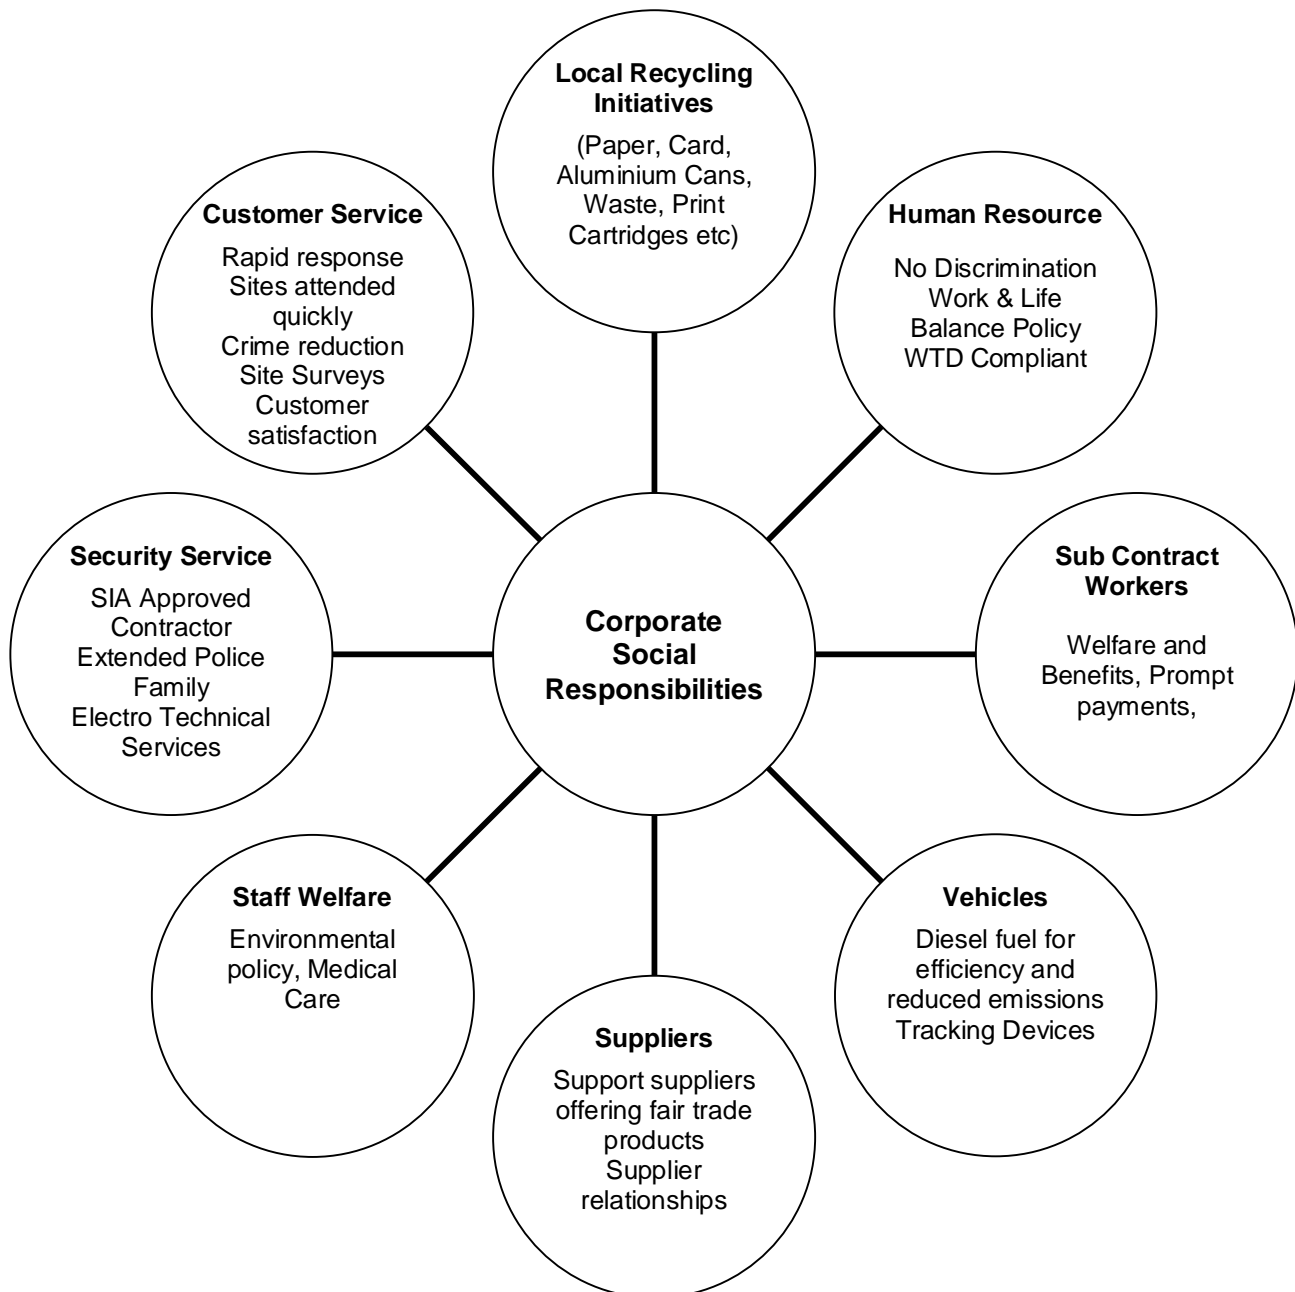 Local Recycling
Initiatives
(Paper, Card,
Aluminium Cans,
Waste, Print
Cartridges etc)
Customer Service
Rapid response
Sites attended
quickly
Crime reduction
Site Surveys
Customer
satisfaction
Human Resource
No Discrimination
Work & Life
Balance Policy
WTD Compliant
Security Service
SIA Approved
Contractor
Extended Police
Family
Electro Technical
Services
Corporate
Social
Responsibilities
Sub Contract
Workers
Welfare and
Benefits, Prompt
payments,
Staff Welfare
Environmental
policy, Medical
Care
Vehicles
Diesel fuel for
efficiency and
reduced emissions
Tracking Devices
Suppliers
Support suppliers
offering fair trade
products
Supplier
relationships